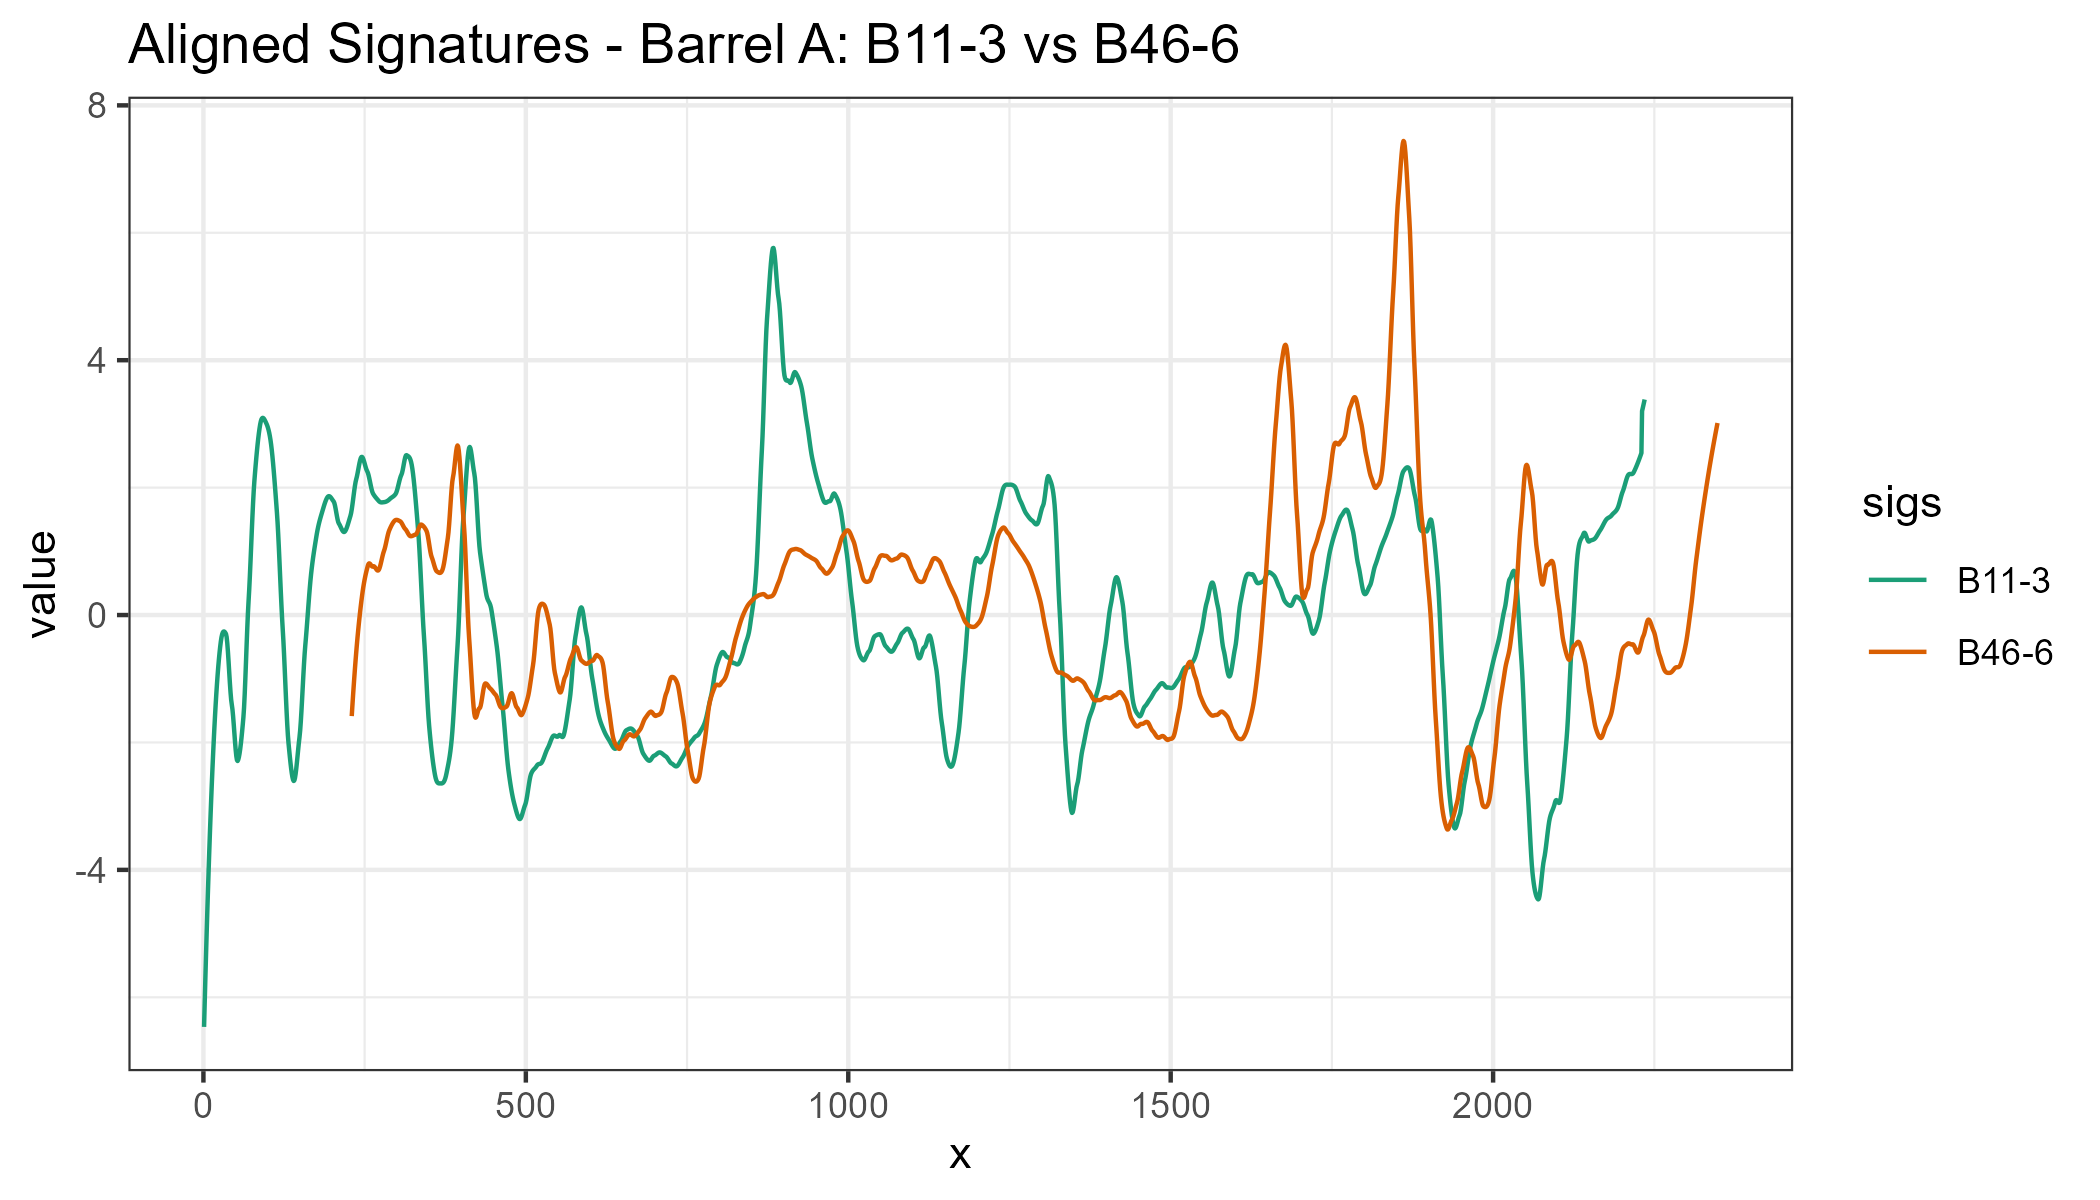 Aligned Signatures - Barrel A: B11-3 vs B46-6
8
4
0
-4
value
0 500 1000 1500 2000
x
sigs
B11-3
B46-6